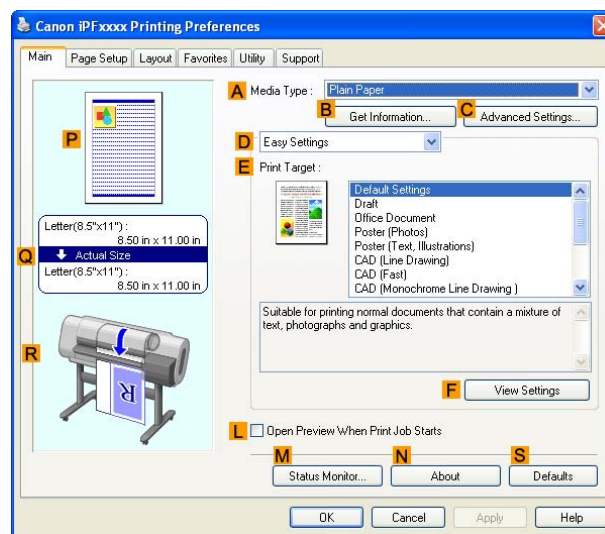 Canon iPFxxxx Printing Preferences
Main Page Setup Layout Favorites Utility Support
A Media Type : Plain Paper
B Get Information... C Advanced Settings...
D Easy Settings
E Print Target :
P
Default Settings
Draft
Office Document
Poster (Photos)
Poster (Text, Illustrations)
CAD (Line Drawing)
CAD (Fast)
CAD (Monochrome Line Drawing )
Q
Letter(8.5"x11") :
8.50 in x 11.00 in
Actual Size
Letter(8.5"x11") :
8.50 in x 11.00 in
Suitable for printing normal documents that contain a mixture of
text, photographs and graphics.
R
R
F View Settings
L Open Preview When Print Job Starts
M Status Monitor... N About S Defaults
OK Cancel Apply Help